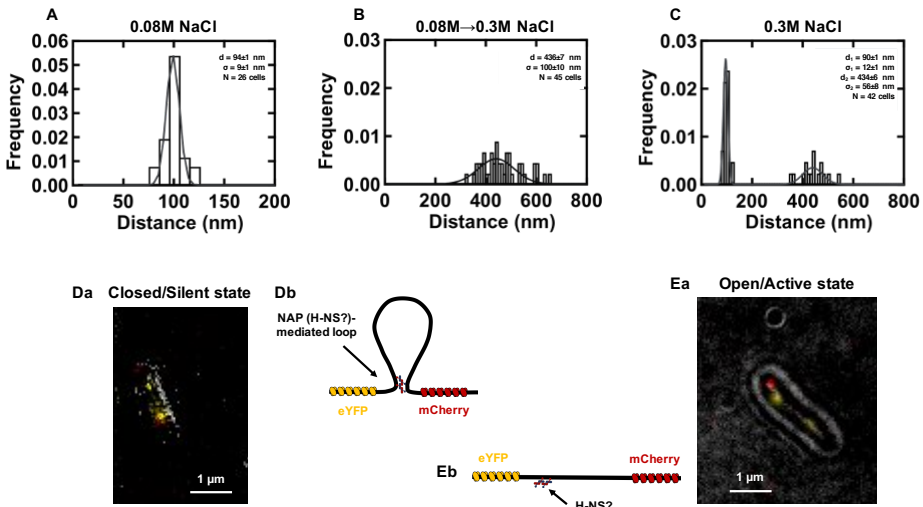 A
0.08M NaCl
d = 94±1 nm
σ = 9±1 nm
N = 26 cells
Frequency
0.06
0.05
0.04
0.03
0.02
0.01
0.00
0 50 100 150 200
Distance (nm)
B
0.08M→0.3M NaCl
d = 436±7 nm
σ = 100±10 nm
N = 45 cells
Frequency
0.03
0.02
0.01
0.00
0 200 400 600 800
Distance (nm)
C
0.3M NaCl
d₁ = 90±1 nm
σ₁ = 12±1 nm
d₂ = 434±6 nm
σ₂ = 56±8 nm
N = 42 cells
Frequency
0.03
0.02
0.01
0.00
0 200 400 600 800
Distance (nm)
Da Closed/Silent state
1 µm
Db
NAP (H-NS?)-
mediated loop
eYFP
mCherry
Ea Open/Active state
1 µm
Eb
eYFP
mCherry
H-NS?